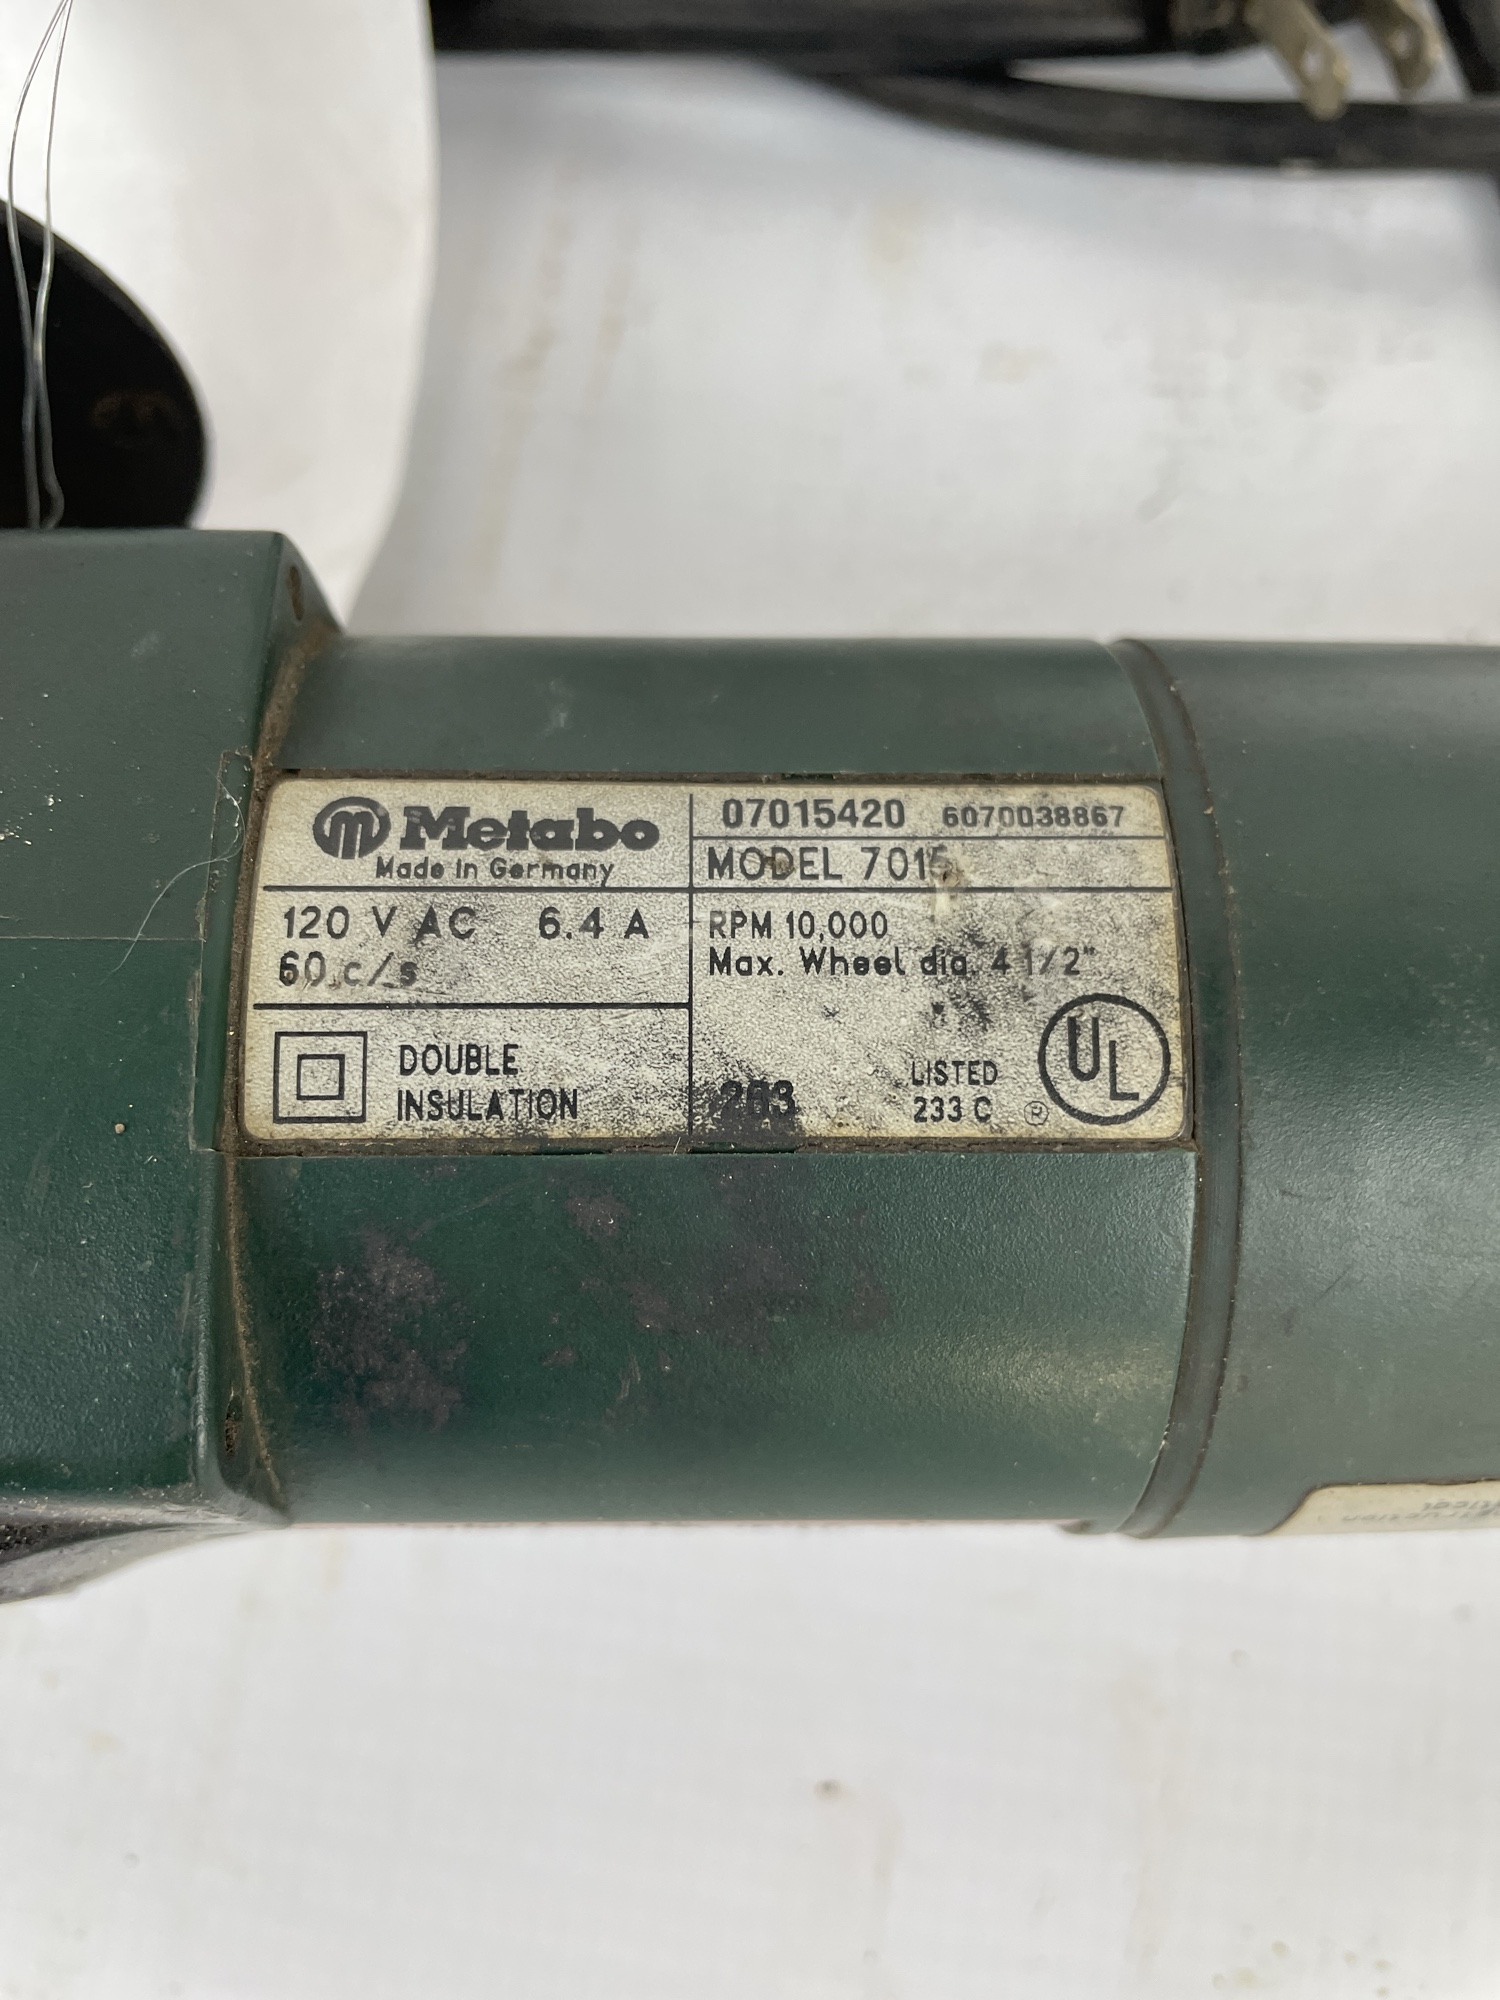 Metabo
Made in Germany
07015420 6070038867
MODEL 7015
120 V AC 6.4 A
60 c/s
RPM 10,000
Max. Wheel dia. 4 1/2"
DOUBLE
INSULATION
263
LISTED
233 C
R
UL